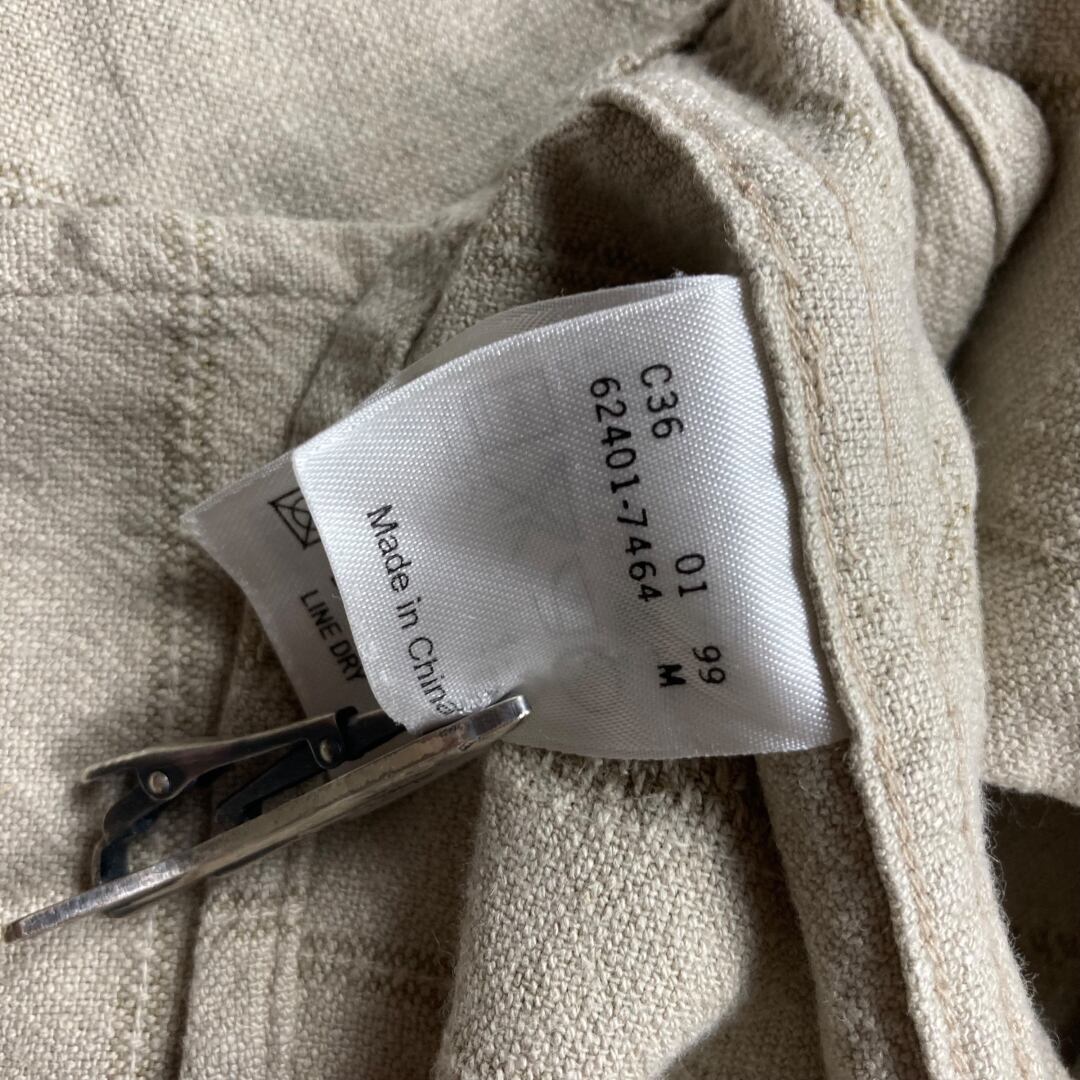 C36 01 99
62401-7464 M
Made in China
LINE DRY